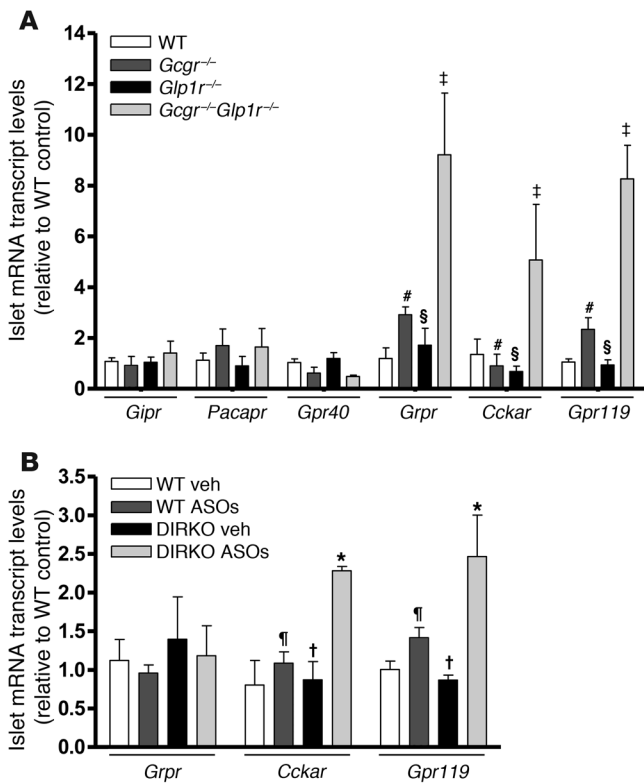 A
14
12
10
8
6
4
2
0
Islet mRNA transcript levels
(relative to WT control)
WT
Gcgr–/–
Glp1r–/–
Gcgr–/–Glp1r–/–
# § ‡
# § ‡
# § ‡
Gipr Pacapr Gpr40 Grpr Cckar Gpr119
B
3.5
3.0
2.5
2.0
1.5
1.0
0.5
0.0
Islet mRNA transcript levels
(relative to WT control)
WT veh
WT ASOs
DIRKO veh
DIRKO ASOs
¶ † *
¶ † *
Grpr Cckar Gpr119